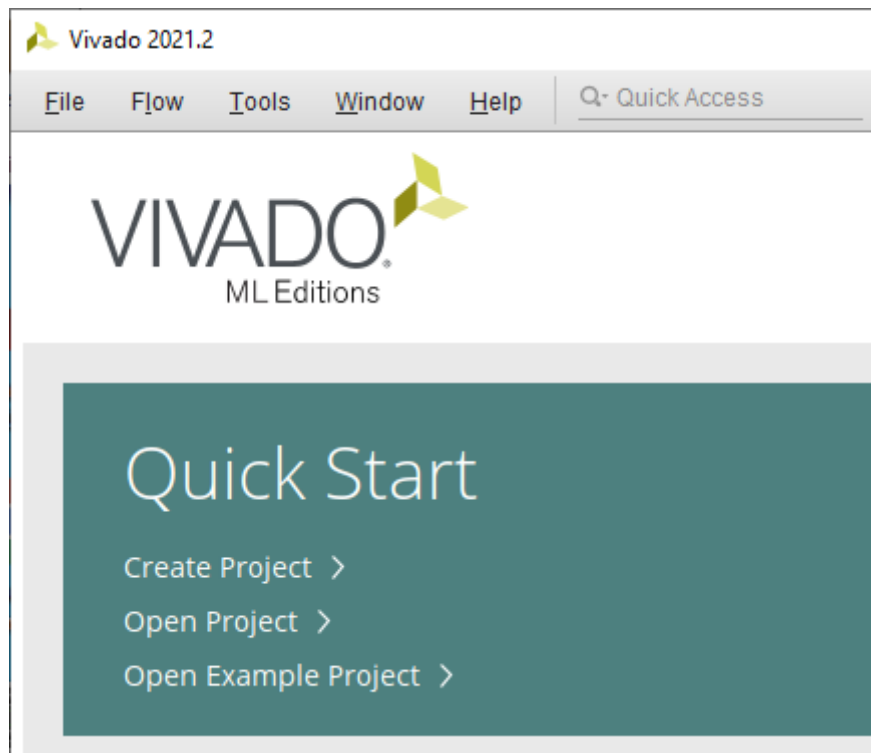 Vivado 2021.2
File Flow Tools Window Help Quick Access
VIVADO®
ML Editions
Quick Start
Create Project
Open Project
Open Example Project